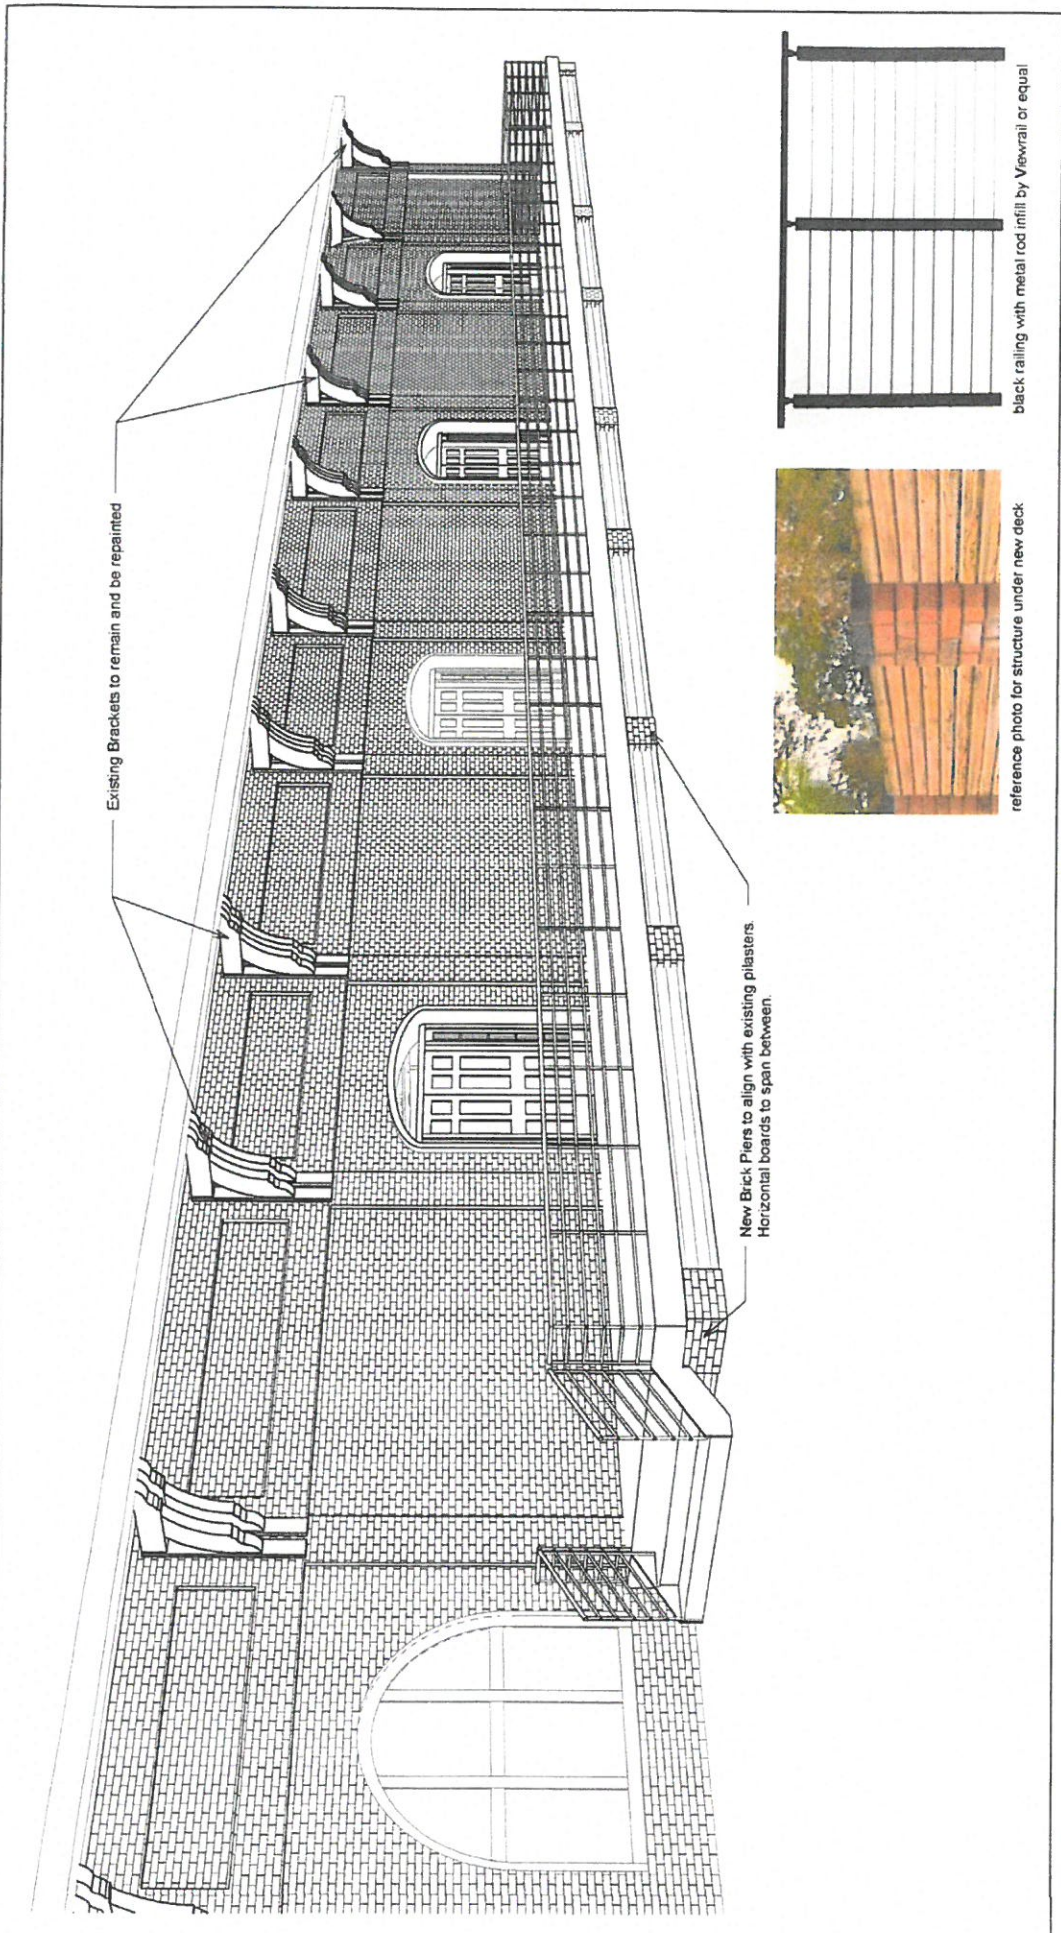 Existing Brackets to remain and be repainted
New Brick Piers to align with existing pilasters.
Horizontal boards to span between.
reference photo for structure under new deck
black railing with metal rod infill by Viewrail or equal